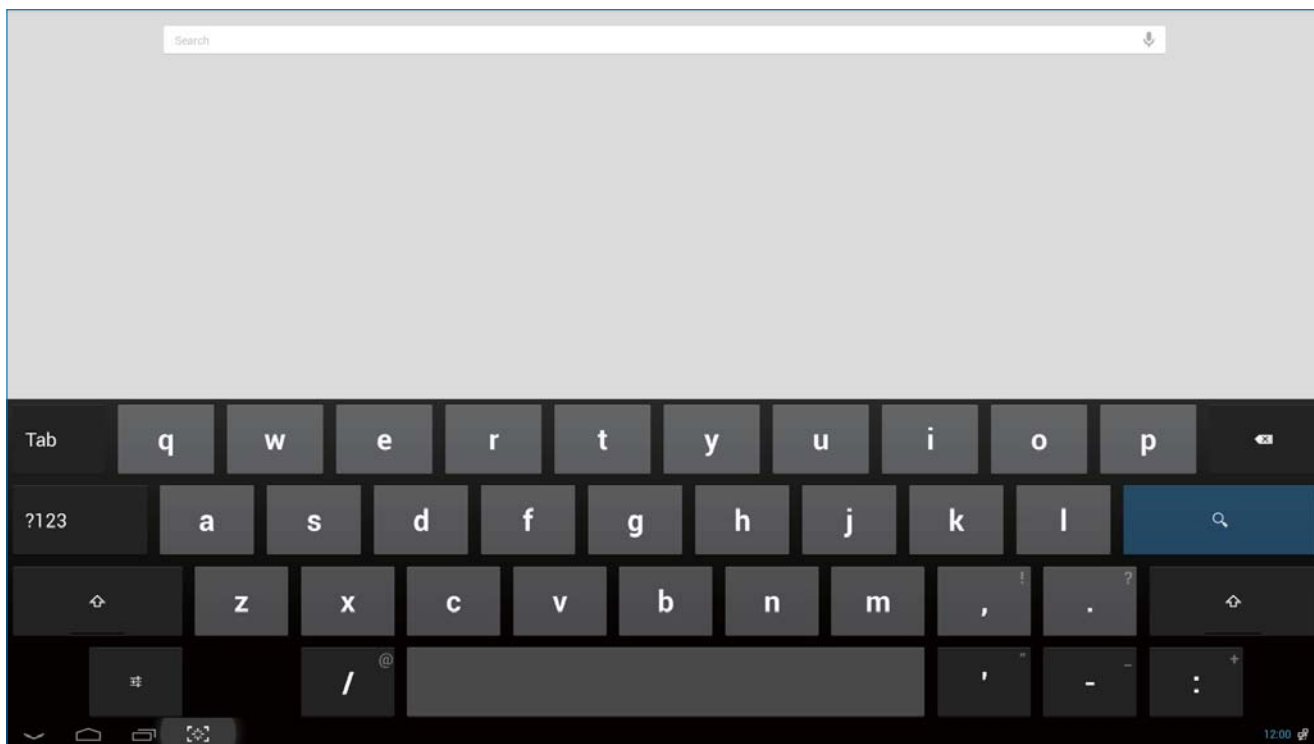 Search
Tab q w e r t y u i o p
?123 a s d f g h j k l
z x c v b n m , ! . ?
/ @ ' " - _ : +
12:00